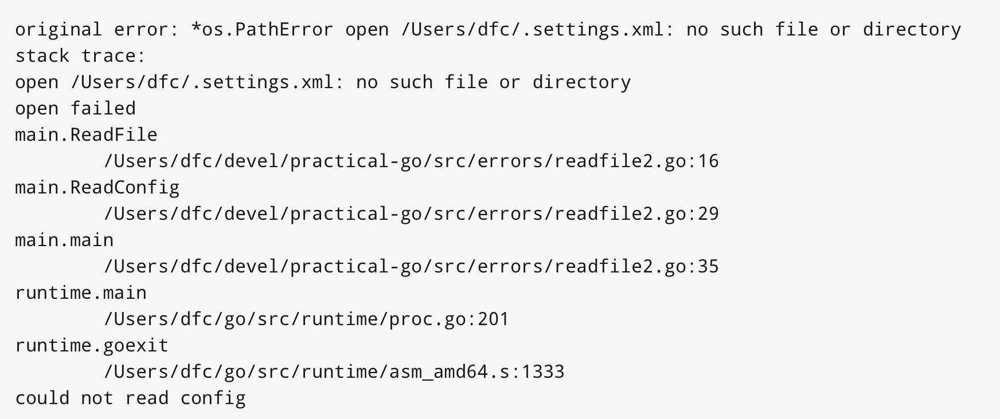 original error: *os.PathError open /Users/dfc/.settings.xml: no such file or directory
stack trace:
open /Users/dfc/.settings.xml: no such file or directory
open failed
main.ReadFile
        /Users/dfc/devel/practical-go/src/errors/readfile2.go:16
main.ReadConfig
        /Users/dfc/devel/practical-go/src/errors/readfile2.go:29
main.main
        /Users/dfc/devel/practical-go/src/errors/readfile2.go:35
runtime.main
        /Users/dfc/go/src/runtime/proc.go:201
runtime.goexit
        /Users/dfc/go/src/runtime/asm_amd64.s:1333
could not read config